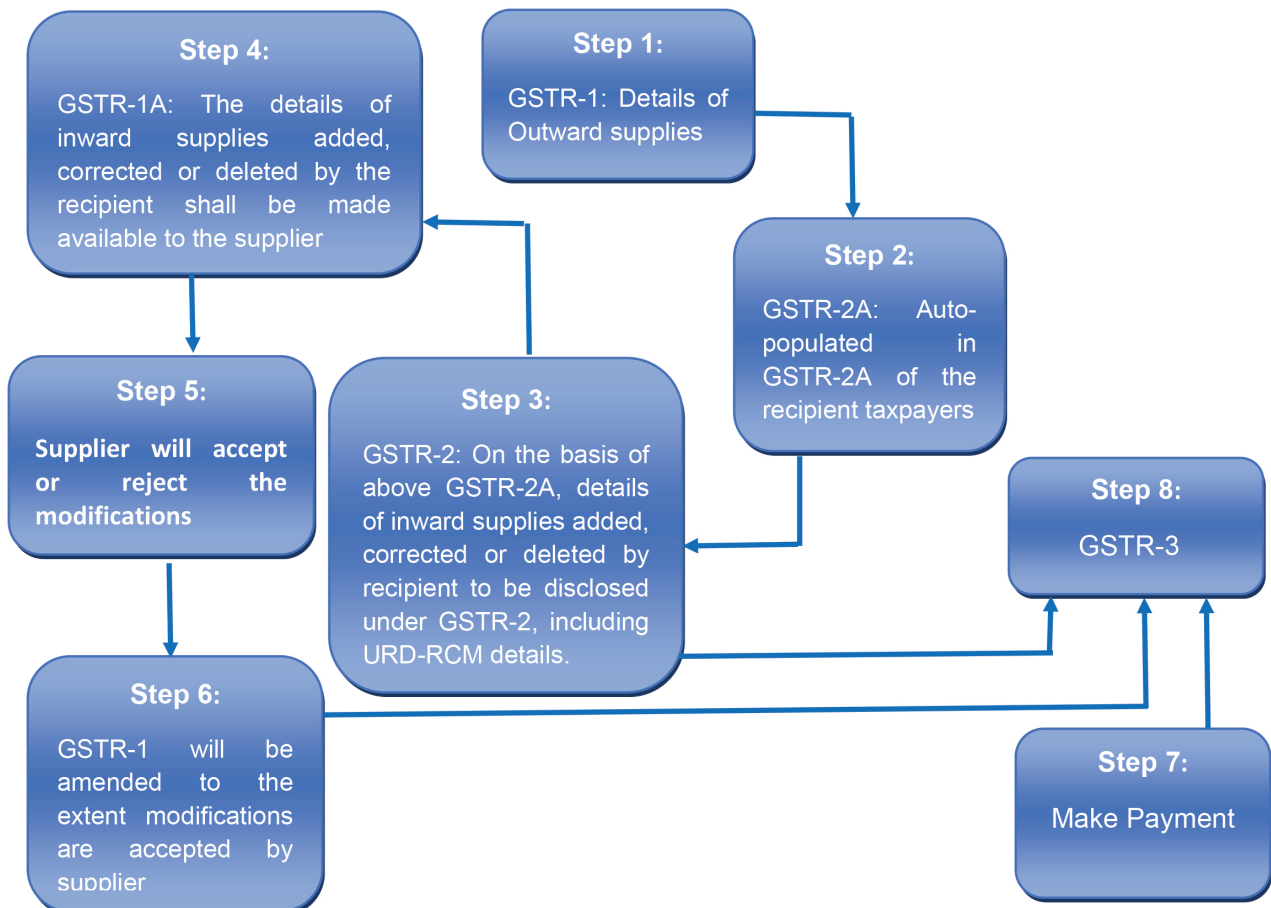 Step 1:
GSTR-1: Details of
Outward supplies
Step 2:
GSTR-2A: Auto-
populated in
GSTR-2A of the
recipient taxpayers
Step 3:
GSTR-2: On the basis of
above GSTR-2A, details
of inward supplies added,
corrected or deleted by
recipient to be disclosed
under GSTR-2, including
URD-RCM details.
Step 4:
GSTR-1A: The details of
inward supplies added,
corrected or deleted by the
recipient shall be made
available to the supplier
Step 5:
Supplier will accept
or reject the
modifications
Step 6:
GSTR-1 will be
amended to the
extent modifications
are accepted by
supplier
Step 7:
Make Payment
Step 8:
GSTR-3